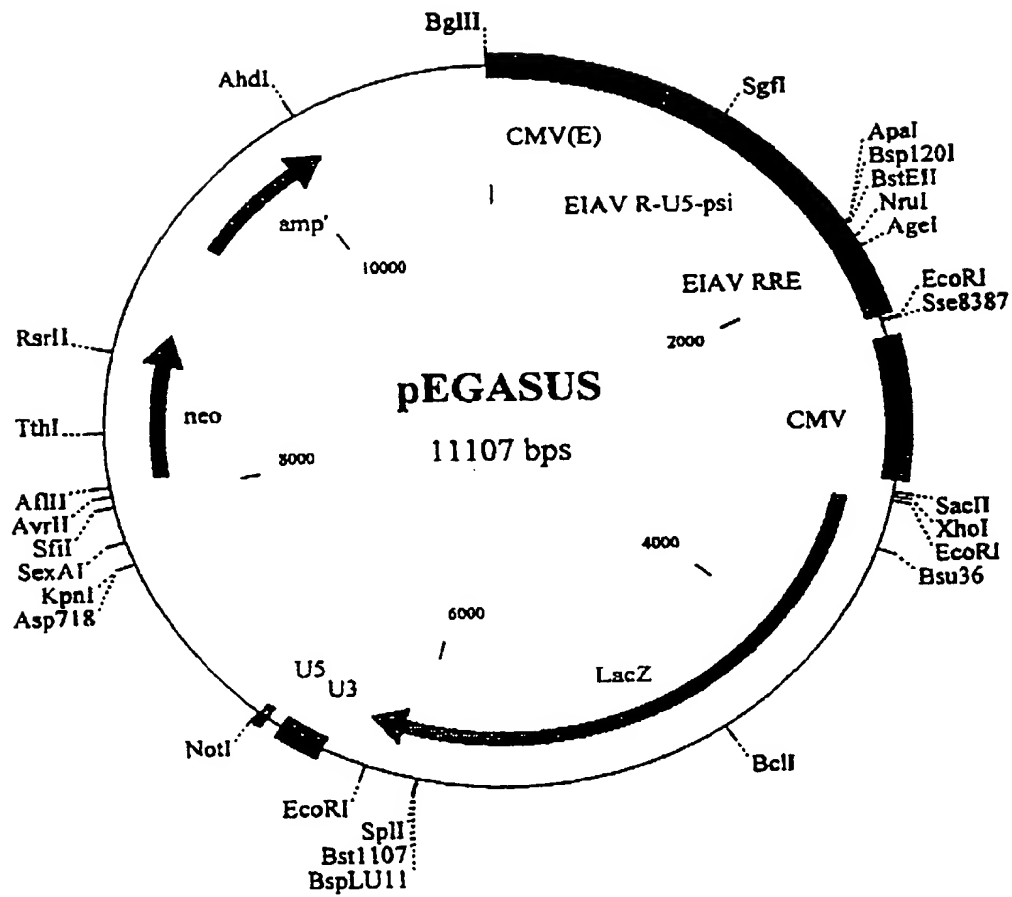 BglII
AhdI
SgfI
CMV(E)
ApaI
Bsp120I
BstEII
NruI
AgeI
EIAV R-U5-psi
amp'
10000
EIAV RRE
EcoRI
Sse8387
2000
RsrII
pEGASUS
neo
CMV
TthI
11107 bps
8000
AflII
AvrII
SfiI
SexAI
KpnI
Asp718
SacII
XhoI
EcoRI
Bsu36
4000
6000
U5
U3
LacZ
NotI
BclI
EcoRI
SplI
Bst1107
BspLU11